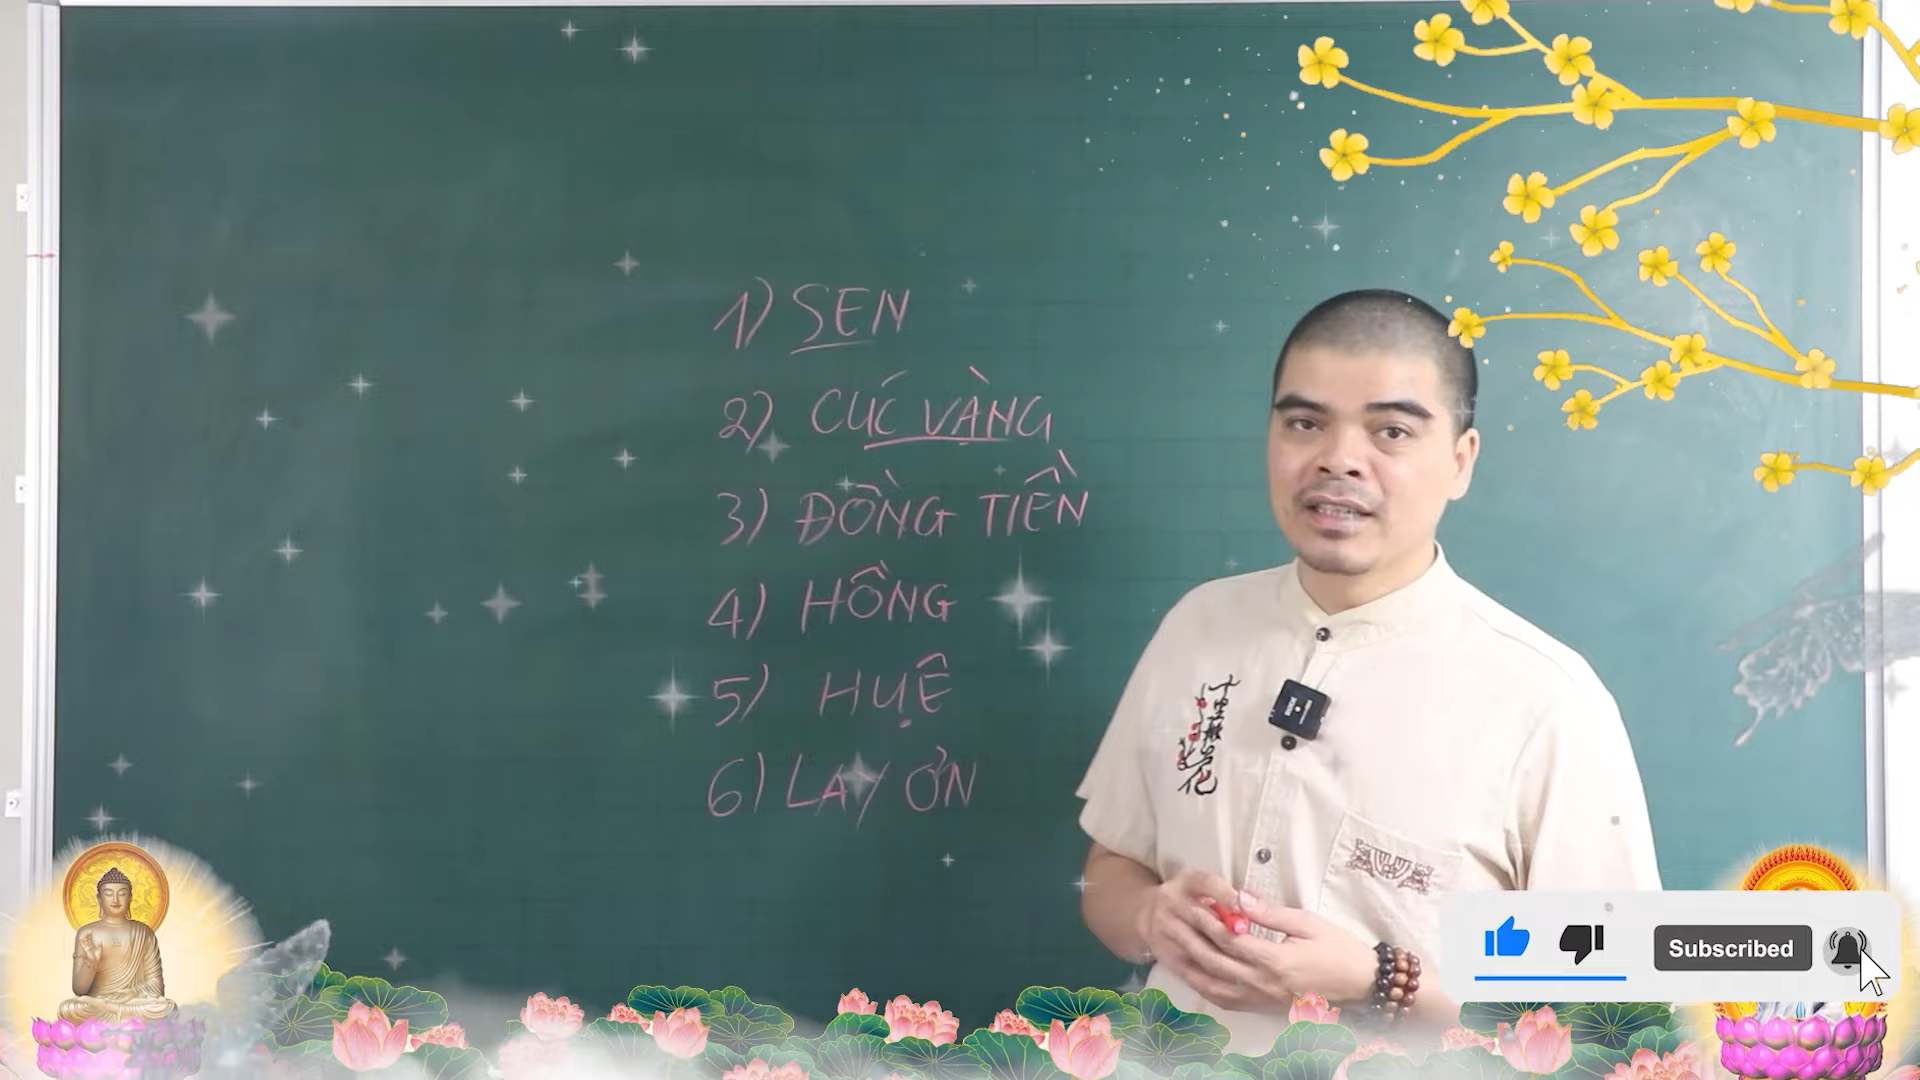 1) SEN
2) CÚC VÀNG
3) ĐỒNG TIỀN
4) HỒNG
5) HUỆ
6) LAY ƠN
Subscribed